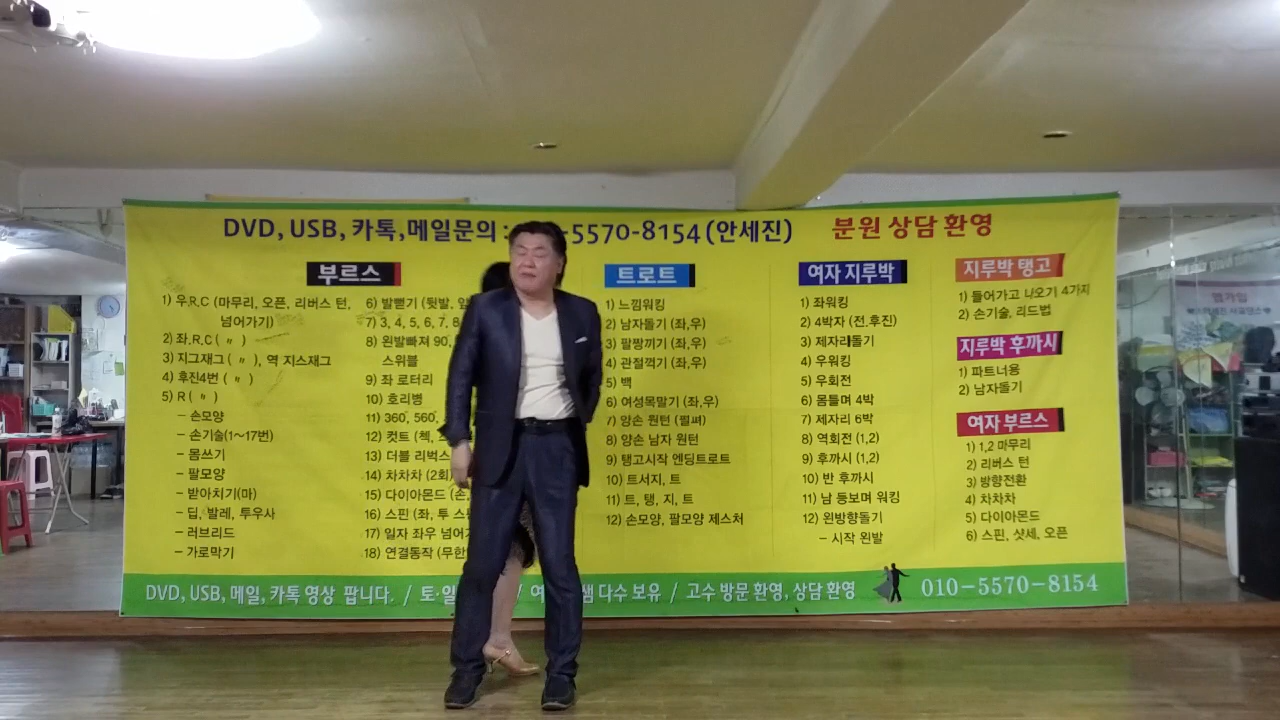 DVD, USB, 카톡,메일문의 : -5570-8154 (안세진) 분원 상담 환영
부르스
1) 우.R.C (마무리, 오픈, 리버스 턴,
넘어가기)
2) 좌.R.C ( 〃 )
3) 지그재그 ( 〃 ), 역 지스재그
4) 후진4번 ( 〃 )
5) R ( 〃 )
– 손모양
– 손기술(1~17번)
– 몸쓰기
– 팔모양
– 받아치기(마)
– 딥, 발레, 투우사
– 러브리드
– 가로막기
6) 발뻗기 (뒷발, 앞
7) 3, 4, 5, 6, 7, 8
8) 왼발빠져 90,
스위블
9) 좌 로터리
10) 호리병
11) 360, 560,
12) 컷트 (첵,
13) 더블 리벅스
14) 차차차 (2회
15) 다이아몬드 (손,
16) 스핀 (좌, 투 스핀
17) 일자 좌우 넘어
18) 연결동작 (무한
트로트
1) 느낌워킹
2) 남자돌기 (좌,우)
3) 팔짱끼기 (좌,우)
4) 관절꺽기 (좌,우)
5) 백
6) 여성목말기 (좌,우)
7) 양손 원턴 (펼쳐)
8) 양손 남자 원턴
9) 탱고시작 엔딩트로트
10) 트서지, 트
11) 트, 탱, 지, 트
12) 손모양, 팔모양 제스처
여자 지루박
1) 좌워킹
2) 4박자 (전,후진)
3) 제자리돌기
4) 우워킹
5) 우회전
6) 몸틀며 4박
7) 제자리 6박
8) 역회전 (1,2)
9) 후까시 (1,2)
10) 반 후까시
11) 남 등보며 워킹
12) 왼방향돌기
– 시작 왼발
지루박 탱고
1) 들어가고 나오기 4가지
2) 손기술, 리드법
지루박 후까시
1) 파트너용
2) 남자돌기
여자 부르스
1) 1,2 마무리
2) 리버스 턴
3) 방향전환
4) 차차차
5) 다이아몬드
6) 스핀, 샷세, 오픈
DVD, USB, 메일, 카톡 영상 팝니다. / 토·일 / 여 쌤 다수 보유 / 고수 방문 환영, 상담 환영 010-5570-8154